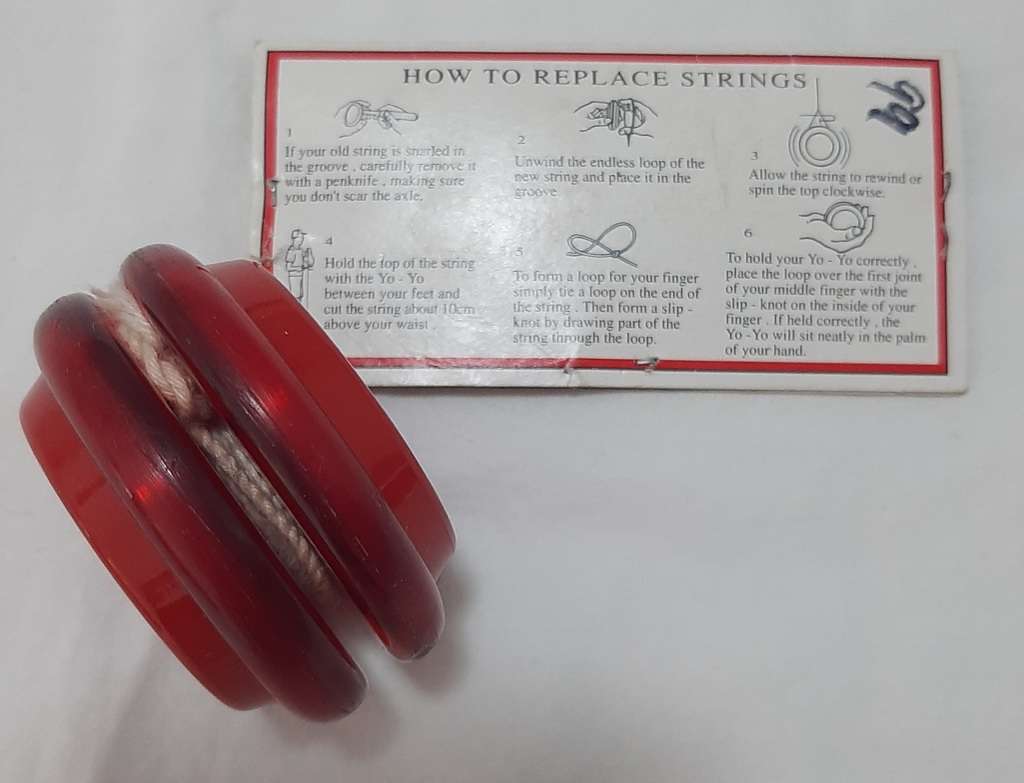 HOW TO REPLACE STRINGS
99
1
If your old string is snarled in
the groove , carefully remove it
with a penknife , making sure
you don't scar the axle.
2
Unwind the endless loop of the
new string and place it in the
groove
3
Allow the string to rewind or
spin the top clockwise.
4
Hold the top of the string
with the Yo - Yo
between your feet and
cut the string about 10cm
above your waist .
5
To form a loop for your finger
simply tie a loop on the end of
the string . Then form a slip -
knot by drawing part of the
string through the loop.
6
To hold your Yo - Yo correctly ,
place the loop over the first joint
of your middle finger with the
slip - knot on the inside of your
finger . If held correctly , the
Yo -Yo will sit neatly in the palm
of your hand.